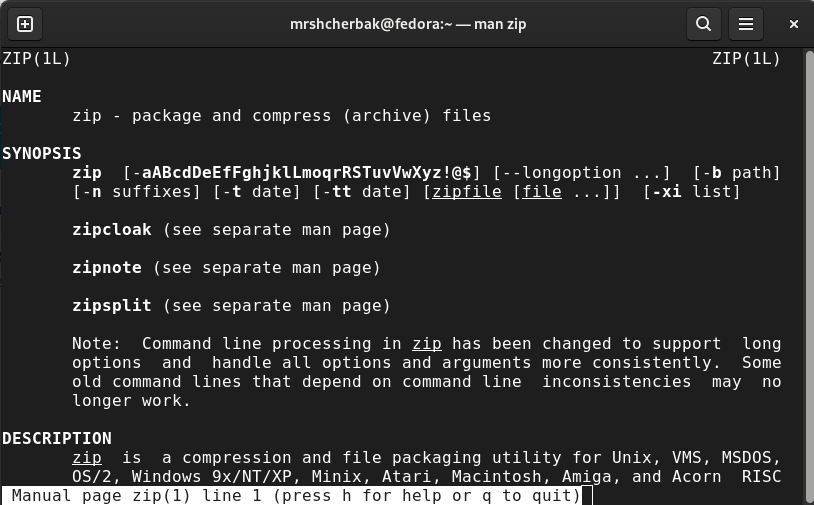 mrshcherbak@fedora:~ — man zip
ZIP(1L) ZIP(1L)
NAME
zip - package and compress (archive) files
SYNOPSIS
zip [-aABcdDeEfFghjklLmoqrRSTuvVwXyz!@$] [--longoption ...] [-b path]
[-n suffixes] [-t date] [-tt date] [zipfile [file ...]] [-xi list]
zipcloak (see separate man page)
zipnote (see separate man page)
zipsplit (see separate man page)
Note: Command line processing in zip has been changed to support long
options and handle all options and arguments more consistently. Some
old command lines that depend on command line inconsistencies may no
longer work.
DESCRIPTION
zip is a compression and file packaging utility for Unix, VMS, MSDOS,
OS/2, Windows 9x/NT/XP, Minix, Atari, Macintosh, Amiga, and Acorn RISC
Manual page zip(1) line 1 (press h for help or q to quit)